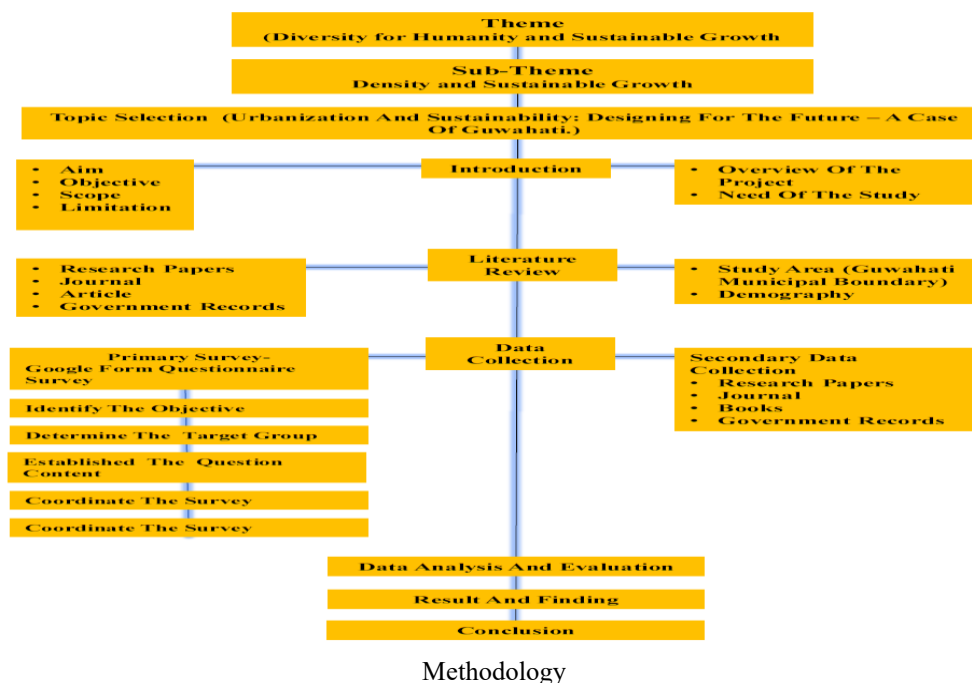 Theme
(Diversity for Humanity and Sustainable Growth
Sub-Theme
Density and Sustainable Growth
Topic Selection (Urbanization And Sustainability: Designing For The Future – A Case
Of Guwahati.)
• Aim
• Objective
• Scope
• Limitation
Introduction
• Overview Of The
Project
• Need Of The Study
• Research Papers
• Journal
• Article
• Government Records
Literature
Review
• Study Area (Guwahati
Municipal Boundary)
• Demography
Primary Survey-
Google Form Questionnaire
Survey
Identify The Objective
Determine The Target Group
Established The Question
Content
Coordinate The Survey
Coordinate The Survey
Data
Collection
Secondary Data
Collection
• Research Papers
• Journal
• Books
• Government Records
Data Analysis And Evaluation
Result And Finding
Conclusion
Methodology